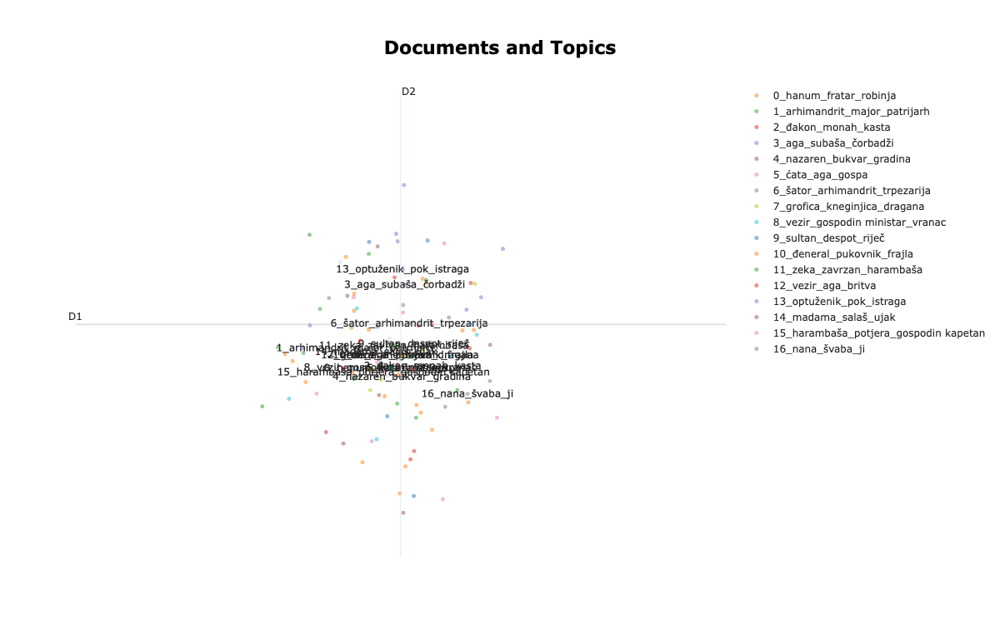 Documents and Topics
D2
D1
13_optuženik_pok_istraga
3_aga_subaša_čorbadži
6_šator_arhimandrit_trpezarija
4_nazaren_bukvar_gradina
16_nana_švaba_ji
0_hanum_fratar_robinja
1_arhimandrit_major_patrijarh
2_đakon_monah_kasta
3_aga_subaša_čorbadži
4_nazaren_bukvar_gradina
5_ćata_aga_gospa
6_šator_arhimandrit_trpezarija
7_grofica_kneginjica_dragana
8_vezir_gospodin ministar_vranac
9_sultan_despot_riječ
10_đeneral_pukovnik_frajla
11_zeka_zavrzan_harambaša
12_vezir_aga_britva
13_optuženik_pok_istraga
14_madama_salaš_ujak
15_harambaša_potjera_gospodin kapetan
16_nana_švaba_ji